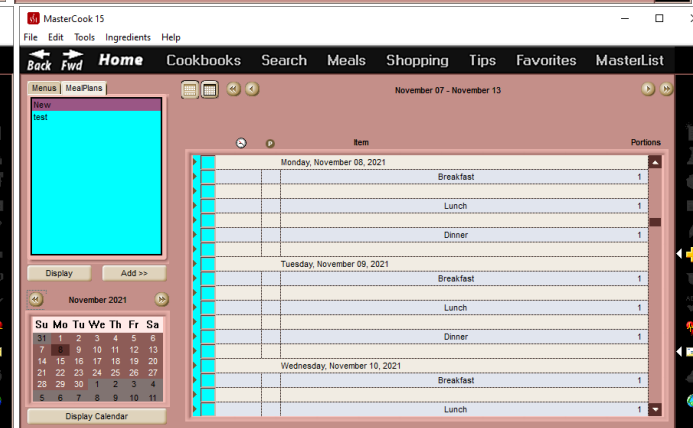 MasterCook 15
File Edit Tools Ingredients Help
Back Fwd Home Cookbooks Search Meals Shopping Tips Favorites MasterList
Menus MealPlans
New
test
Display Add >>
November 2021
Su Mo Tu We Th Fr Sa
31 1 2 3 4 5 6
7 8 9 10 11 12 13
14 15 16 17 18 19 20
21 22 23 24 25 26 27
28 29 30 1 2 3 4
5 6 7 8 9 10 11
Display Calendar
November 07 - November 13
P Item Portions
Monday, November 08, 2021
Breakfast 1
Lunch 1
Dinner 1
Tuesday, November 09, 2021
Breakfast 1
Lunch 1
Dinner 1
Wednesday, November 10, 2021
Breakfast 1
Lunch 1